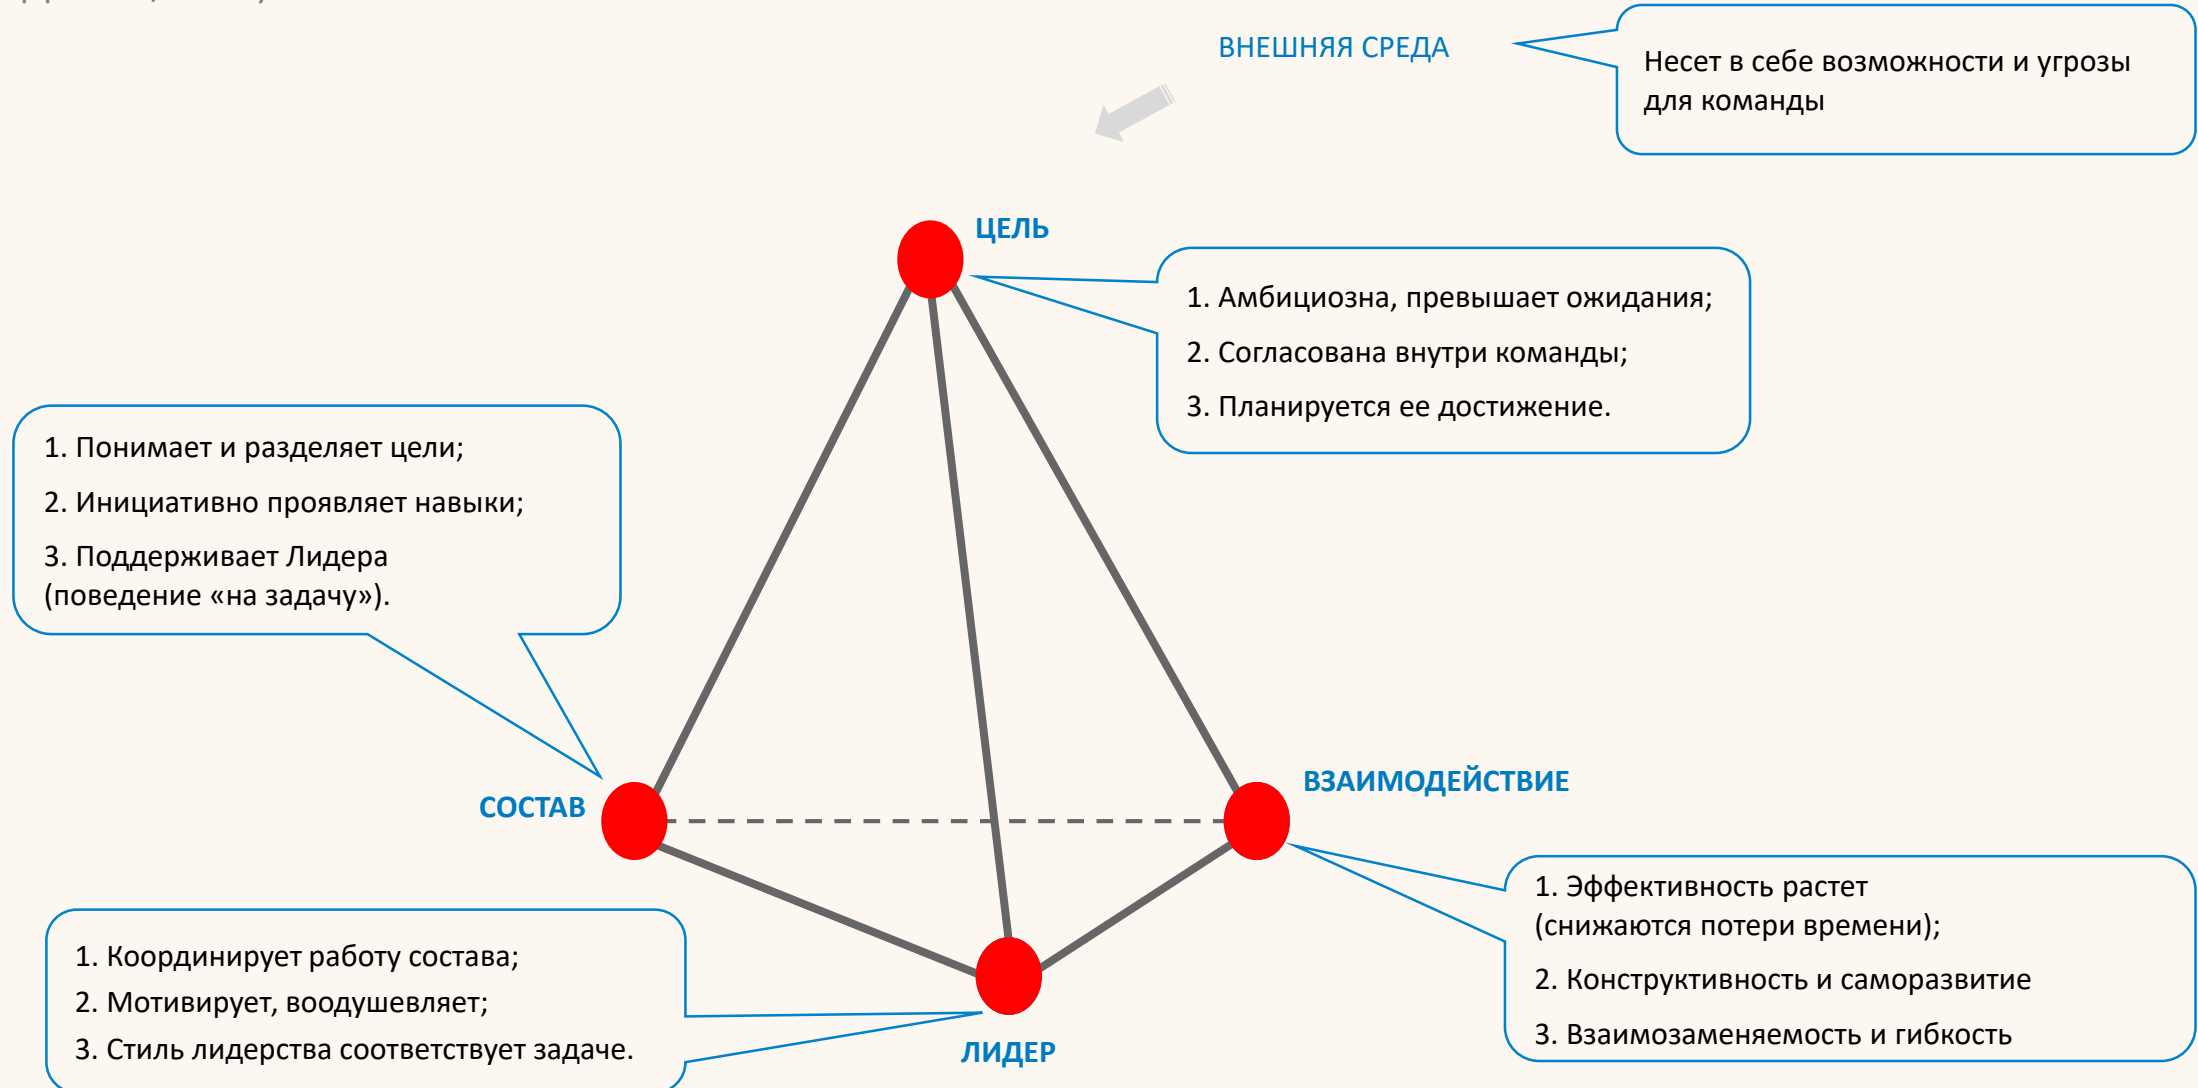 ВНЕШНЯЯ СРЕДА
Несет в себе возможности и угрозы
для команды
ЦЕЛЬ
1. Амбициозна, превышает ожидания;
2. Согласована внутри команды;
3. Планируется ее достижение.
1. Понимает и разделяет цели;
2. Инициативно проявляет навыки;
3. Поддерживает Лидера
(поведение «на задачу»).
СОСТАВ
ВЗАИМОДЕЙСТВИЕ
1. Эффективность растет
(снижаются потери времени);
2. Конструктивность и саморазвитие
3. Взаимозаменяемость и гибкость
1. Координирует работу состава;
2. Мотивирует, воодушевляет;
3. Стиль лидерства соответствует задаче.
ЛИДЕР